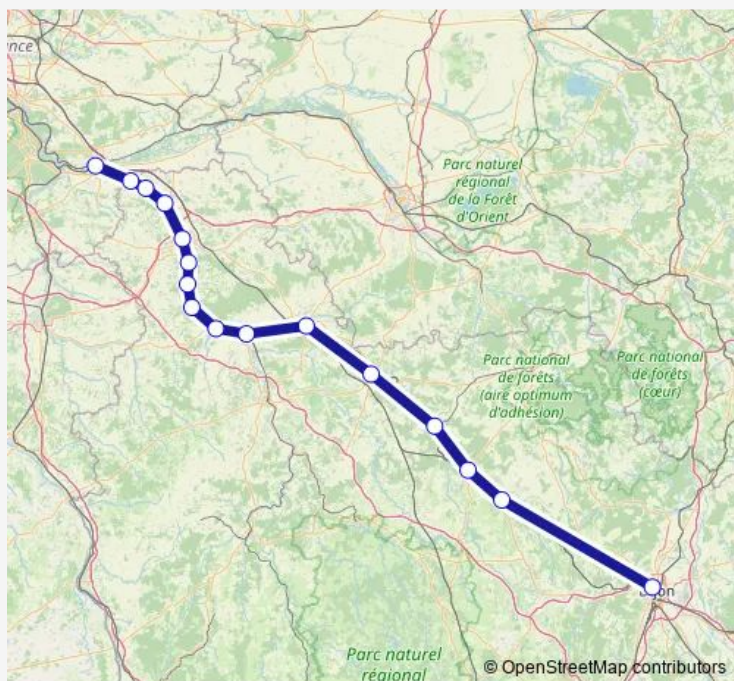 ance
Parc naturel
régional
de la Forêt
d'Orient
Parc national
de forêts
(aire optimum
d'adhésion)
Parc national
de forêts
(cœur)
Parc naturel
régional
© OpenStreetMap contributors